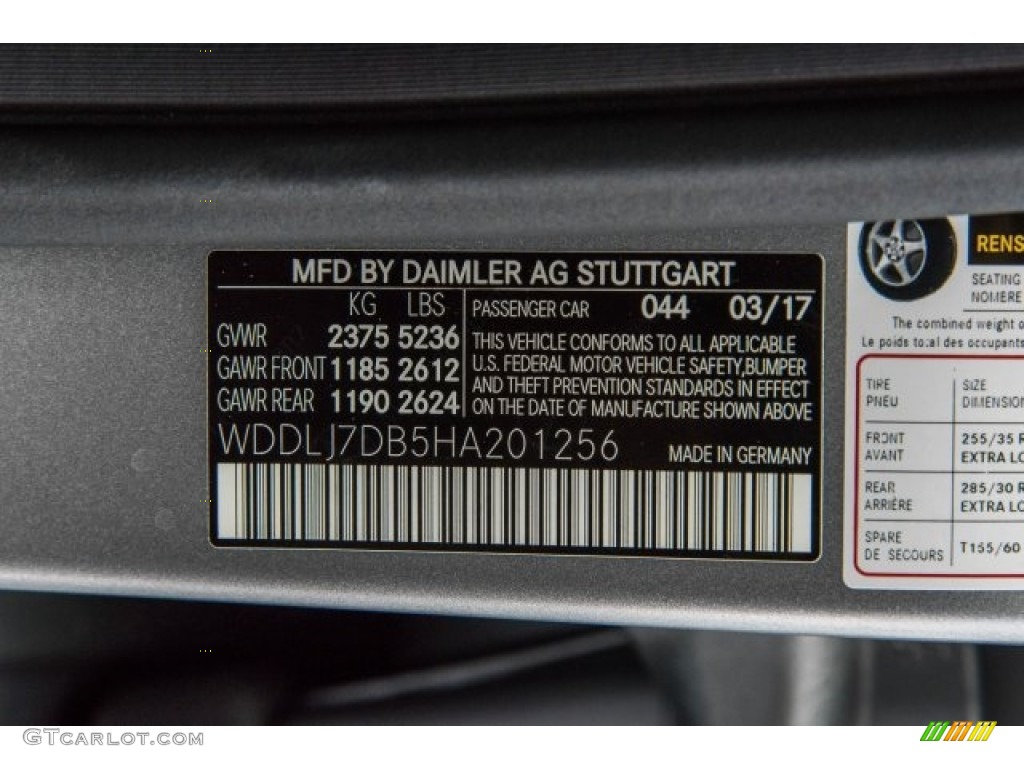 MFD BY DAIMLER AG STUTTGART
KG LBS
GVWR 2375 5236
GAWR FRONT 1185 2612
GAWR REAR 1190 2624
PASSENGER CAR 044 03/17
THIS VEHICLE CONFORMS TO ALL APPLICABLE
U.S. FEDERAL MOTOR VEHICLE SAFETY,BUMPER
AND THEFT PREVENTION STANDARDS IN EFFECT
ON THE DATE OF MANUFACTURE SHOWN ABOVE
WDDLJ7DB5HA201256 MADE IN GERMANY
RENS
SEATING
NOMBRE
The combined weight o
Le poids total des occupants
TIRE SIZE
PNEU DIMENSION
FRONT 255/35 R
AVANT EXTRA LO
REAR 285/30 R
ARRIÉRE EXTRA LO
SPARE
DE SECOURS T155/60
GTCarlot.com